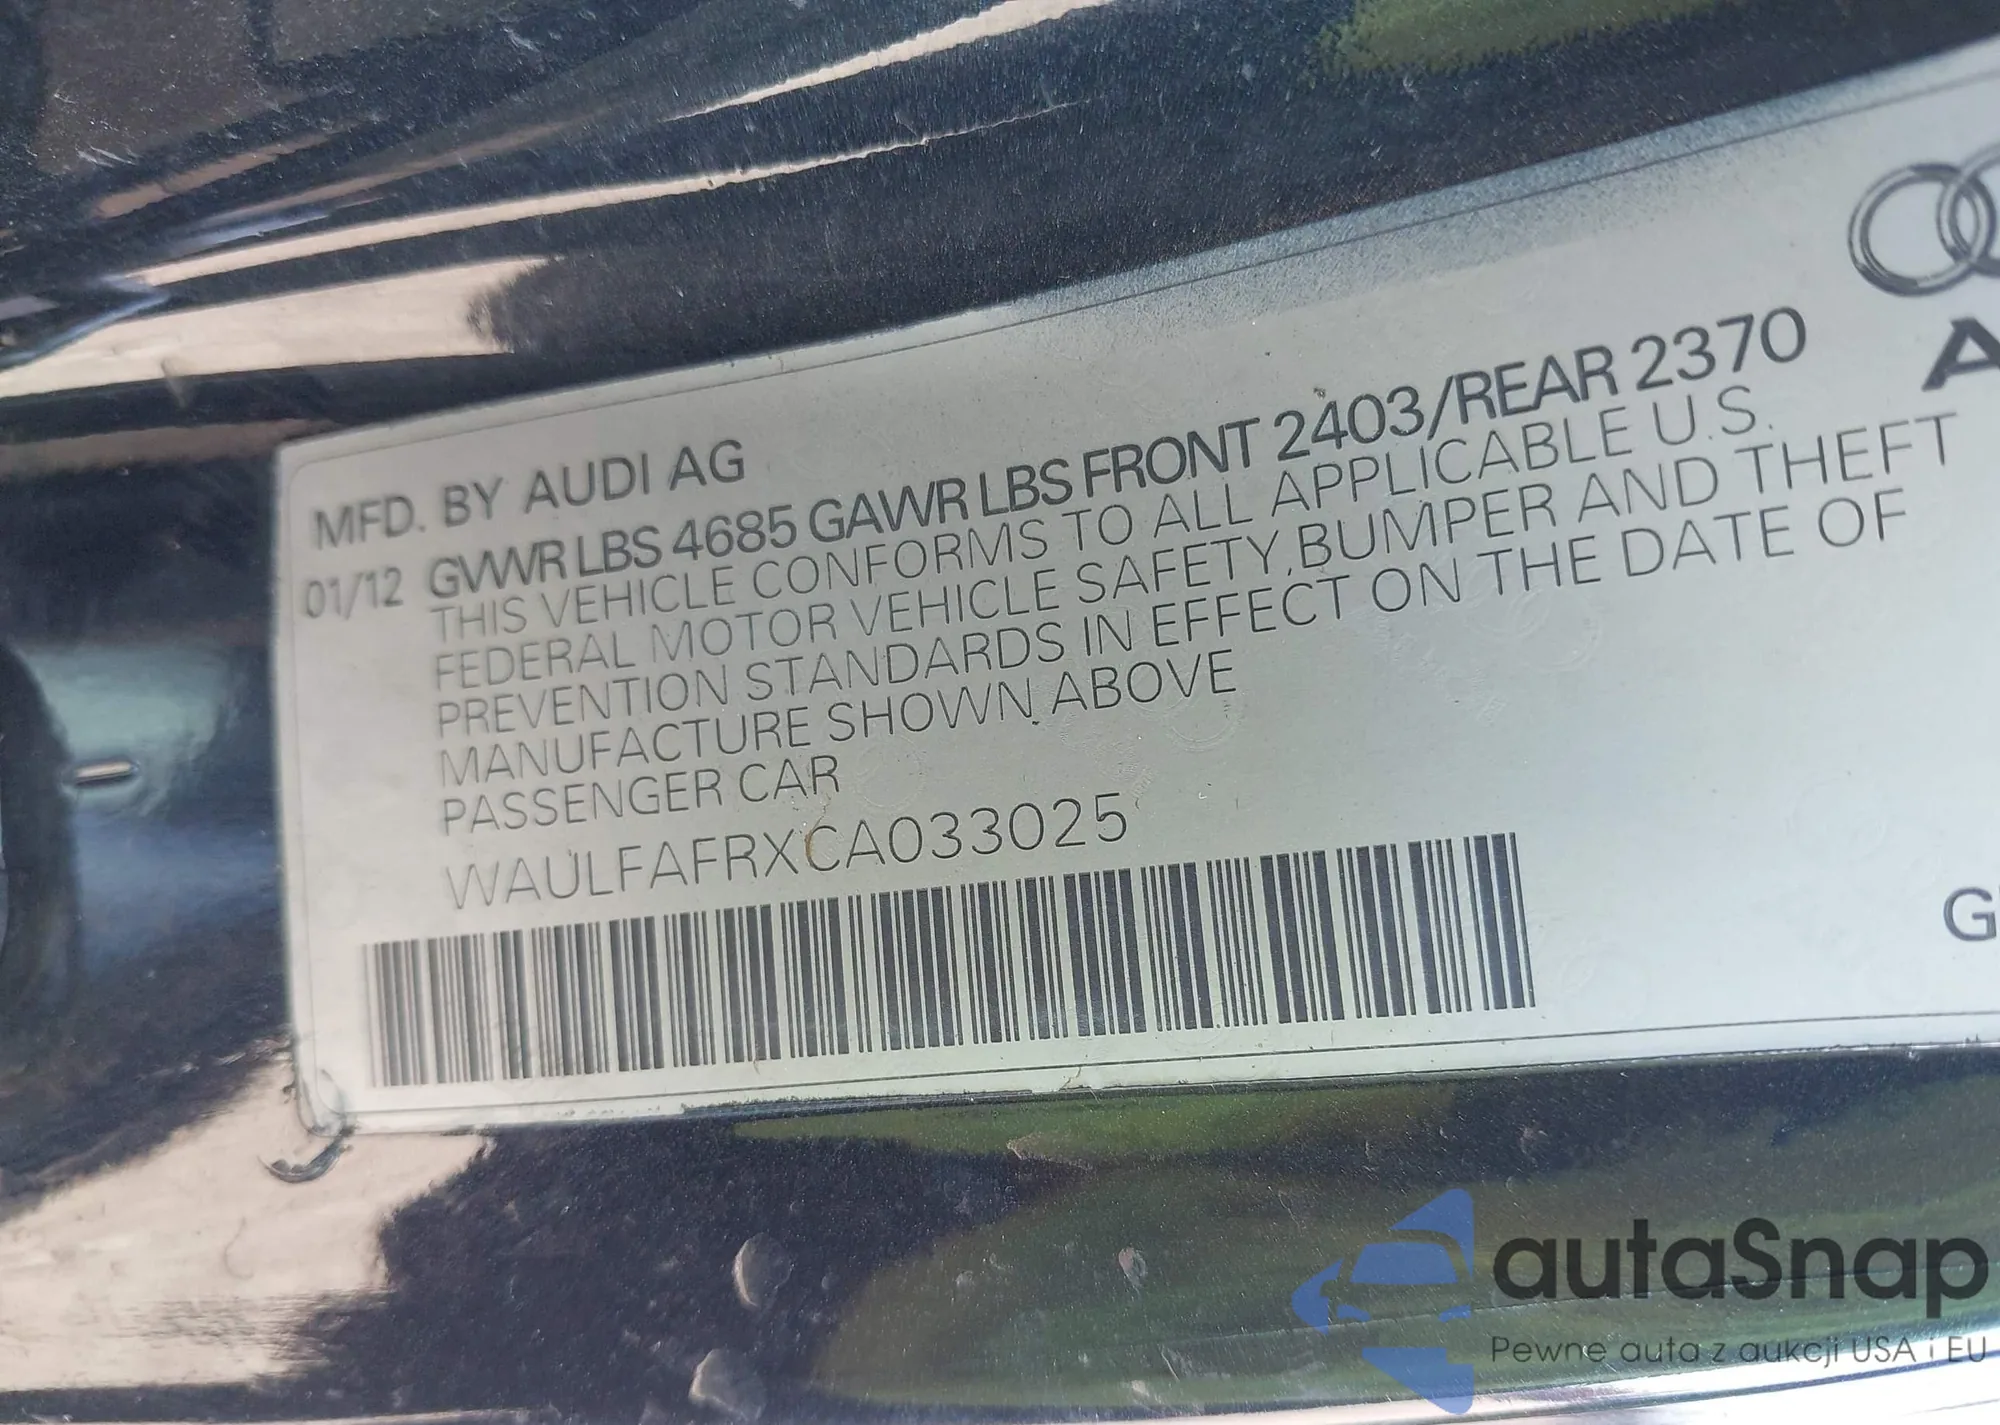 MFD. BY AUDI AG
01/12 GVWR LBS 4685 GAWR LBS FRONT 2403/REAR 2370
THIS VEHICLE CONFORMS TO ALL APPLICABLE U.S.
FEDERAL MOTOR VEHICLE SAFETY, BUMPER AND THEFT
PREVENTION STANDARDS IN EFFECT ON THE DATE OF
MANUFACTURE SHOWN ABOVE
PASSENGER CAR
WAULFAFRXCA033025
autaSnap
Pewne auta z aukcji USA i EU